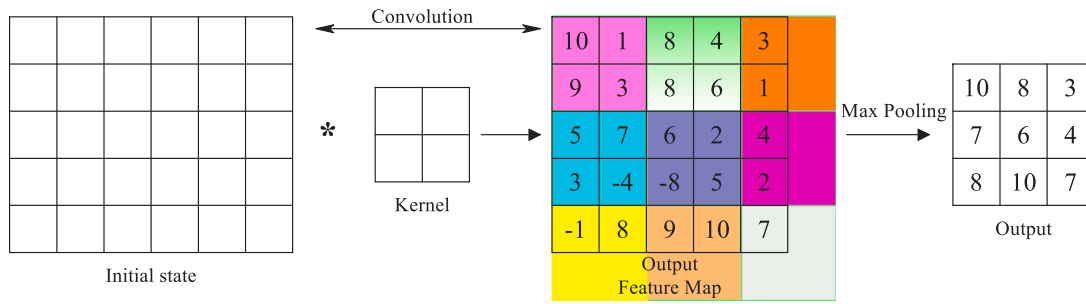 Convolution
10 1 8 4 3
9 3 8 6 1
5 7 6 2 4
3 -4 -8 5 2
-1 8 9 10 7
*
Kernel
Initial state
Output
Feature Map
Max Pooling
10 8 3
7 6 4
8 10 7
Output